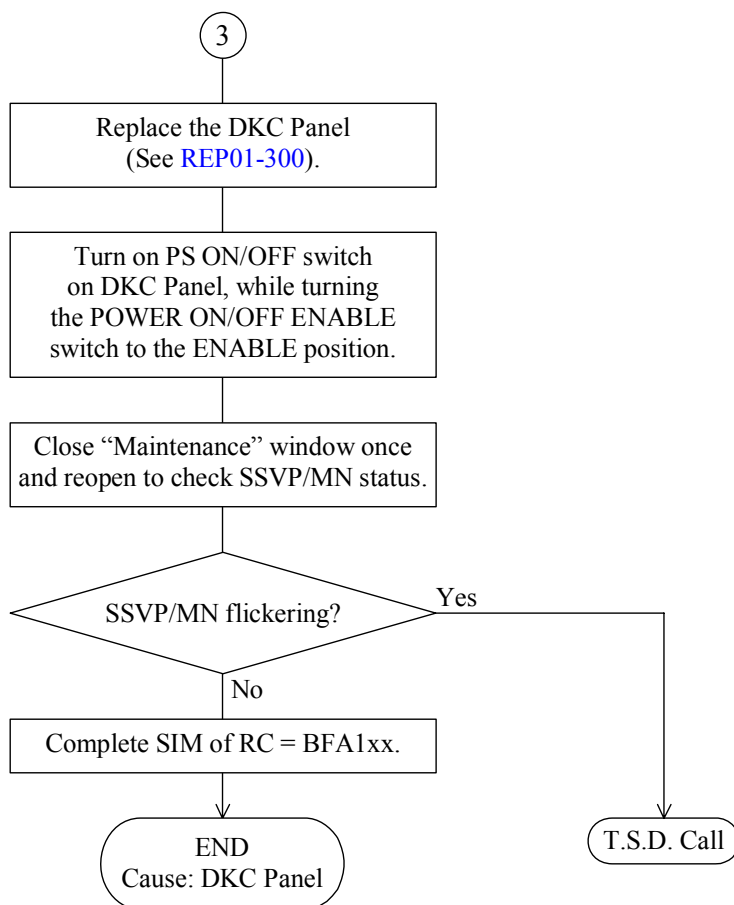 3
Replace the DKC Panel
(See REP01-300).
Turn on PS ON/OFF switch
on DKC Panel, while turning
the POWER ON/OFF ENABLE
switch to the ENABLE position.
Close “Maintenance” window once
and reopen to check SSVP/MN status.
SSVP/MN flickering?
Yes
No
Complete SIM of RC = BFA1xx.
END
Cause: DKC Panel
T.S.D. Call